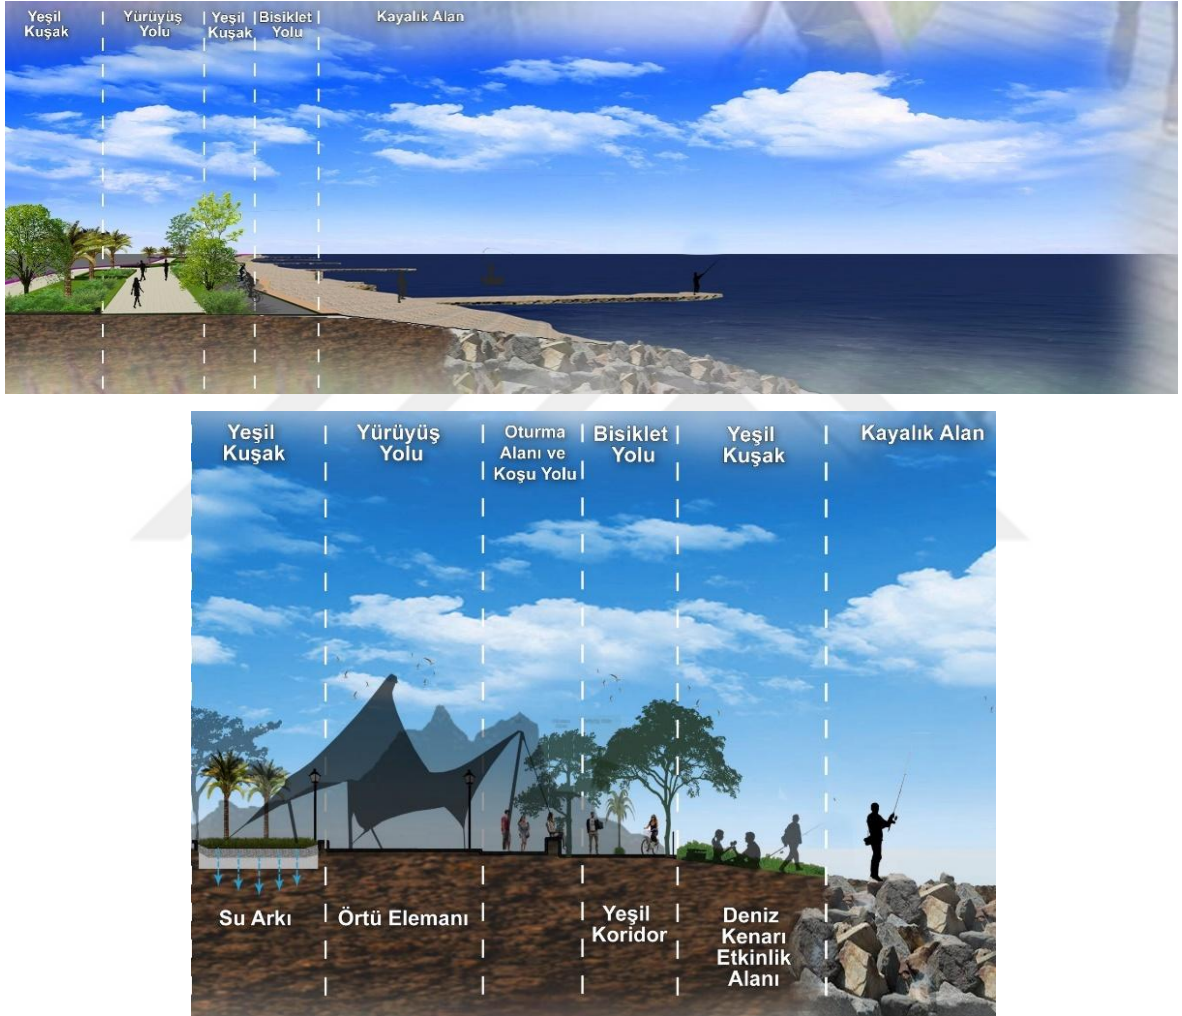 Yeşil
Kuşak
Yürüyüş
Yolu
Yeşil
Kuşak
Bisiklet
Yolu
Kayalık Alan
Yeşil
Kuşak
Yürüyüş
Yolu
Oturma
Alanı ve
Koşu Yolu
Bisiklet
Yolu
Yeşil
Kuşak
Kayalık Alan
Su Arkı
Örtü Elemanı
Yeşil
Koridor
Deniz
Kenarı
Etkinlik
Alanı